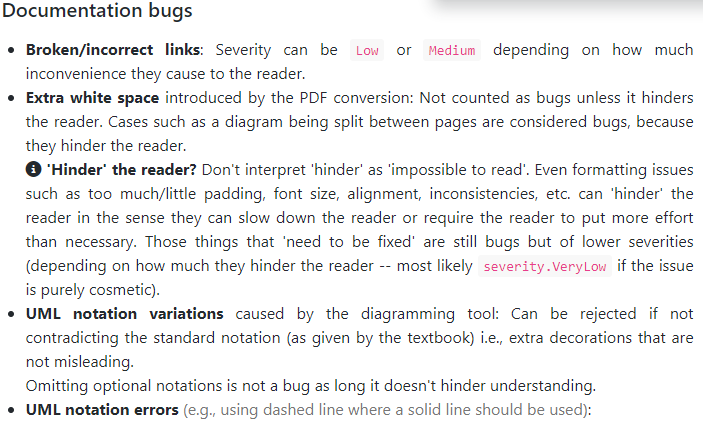 Documentation bugs
• Broken/incorrect links: Severity can be Low or Medium depending on how much
inconvenience they cause to the reader.
• Extra white space introduced by the PDF conversion: Not counted as bugs unless it hinders
the reader. Cases such as a diagram being split between pages are considered bugs, because
they hinder the reader.
'Hinder' the reader? Don't interpret 'hinder' as 'impossible to read'. Even formatting issues
such as too much/little padding, font size, alignment, inconsistencies, etc. can 'hinder' the
reader in the sense they can slow down the reader or require the reader to put more effort
than necessary. Those things that 'need to be fixed' are still bugs but of lower severities
(depending on how much they hinder the reader -- most likely severity.VeryLow if the issue
is purely cosmetic).
• UML notation variations caused by the diagramming tool: Can be rejected if not
contradicting the standard notation (as given by the textbook) i.e., extra decorations that are
not misleading.
Omitting optional notations is not a bug as long it doesn't hinder understanding.
• UML notation errors (e.g., using dashed line where a solid line should be used):